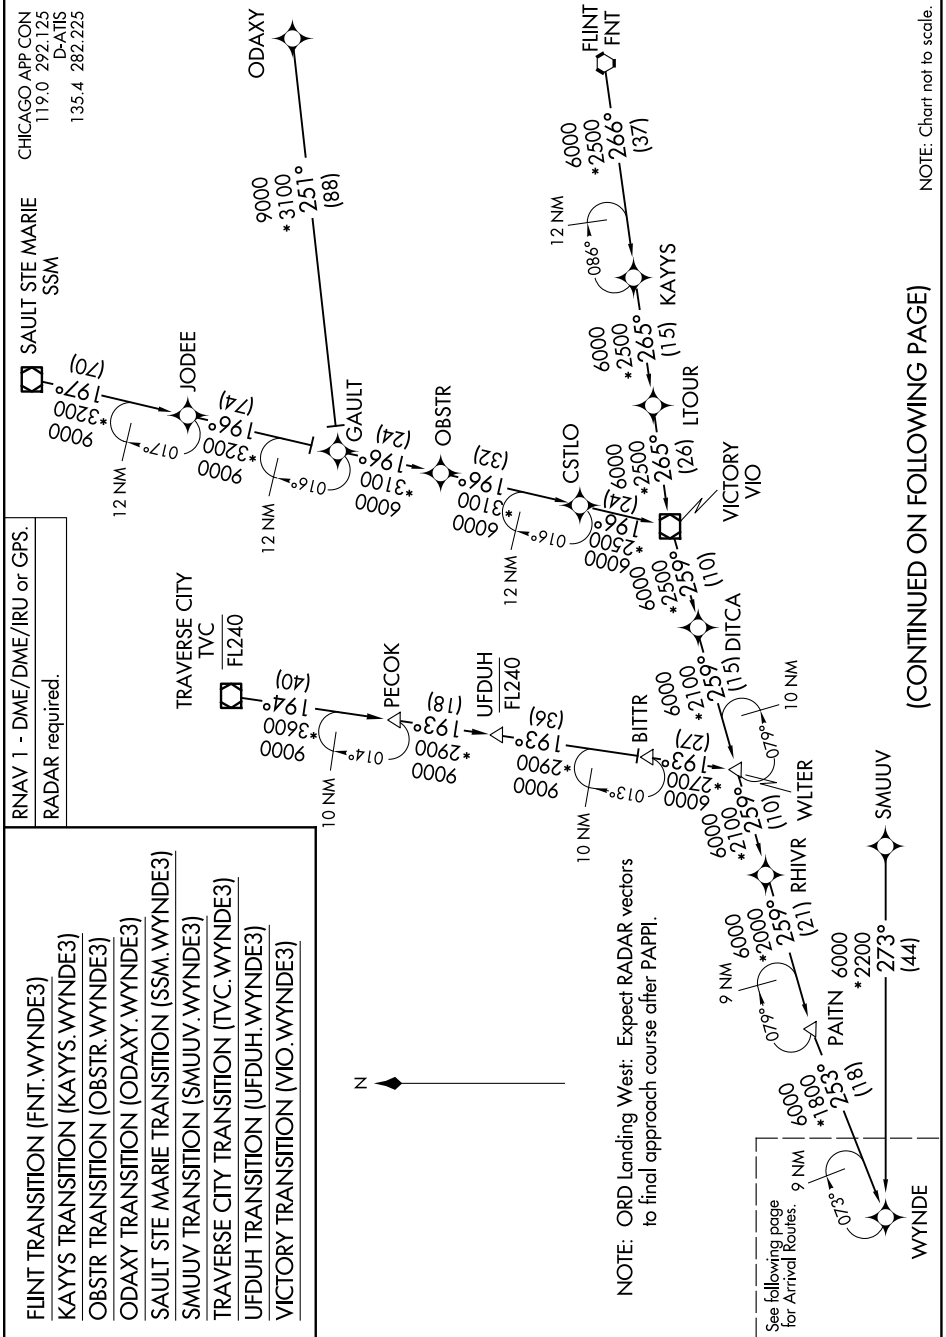 FLINT TRANSITION (FNT.WYNDE3)
KAYYS TRANSITION (KAYYS.WYNDE3)
OBSTR TRANSITION (OBSTR.WYNDE3)
ODAXY TRANSITION (ODAXY.WYNDE3)
SAULT STE MARIE TRANSITION (SSM.WYNDE3)
SMUUV TRANSITION (SMUUV.WYNDE3)
TRAVERSE CITY TRANSITION (TVC.WYNDE3)
UFDUH TRANSITION (UFDUH.WYNDE3)
VICTORY TRANSITION (VIO.WYNDE3)
RNAV 1 - DME/DME/IRU or GPS.
RADAR required.
CHICAGO APP CON
119.0 292.125
D-ATIS
135.4 282.225
SAULT STE MARIE
SSM
9000
*3200
197°
(70)
12 NM
017°
JODEE
9000
*3200
196°
(74)
12 NM
016°
GAULT
ODAXY
9000
*3100
251°
(88)
6000
*3100
196°
(24)
OBSTR
6000
*3100
196°
(32)
12 NM
016°
CSTLO
6000
*2500
196°
(24)
FLINT
FNT
6000
*2500
266°
(37)
12 NM
086°
KAYYS
6000
*2500
265°
(15)
LTOUR
6000
*2500
265°
(26)
VICTORY
VIO
6000
*2500
259°
(10)
DITCA
6000
*2100
259°
(15)
10 NM
079°
WLTER
TRAVERSE CITY
TVC
FL240
9000
*3600
194°
(40)
10 NM
014°
PECOK
9000
*2900
193°
(18)
UFDUH
FL240
9000
*2900
193°
(36)
10 NM
013°
BITTR
6000
*2700
193°
(27)
6000
*2100
259°
(10)
RHIVR
6000
*2000
259°
(21)
9 NM
079°
PAITN
6000
*1800
253°
(18)
SMUUV
6000
*2200
273°
(44)
9 NM
073°
WYNDE
See following page
for Arrival Routes.
N
NOTE: ORD Landing West: Expect RADAR vectors
to final approach course after PAPPI.
(CONTINUED ON FOLLOWING PAGE)
NOTE: Chart not to scale.